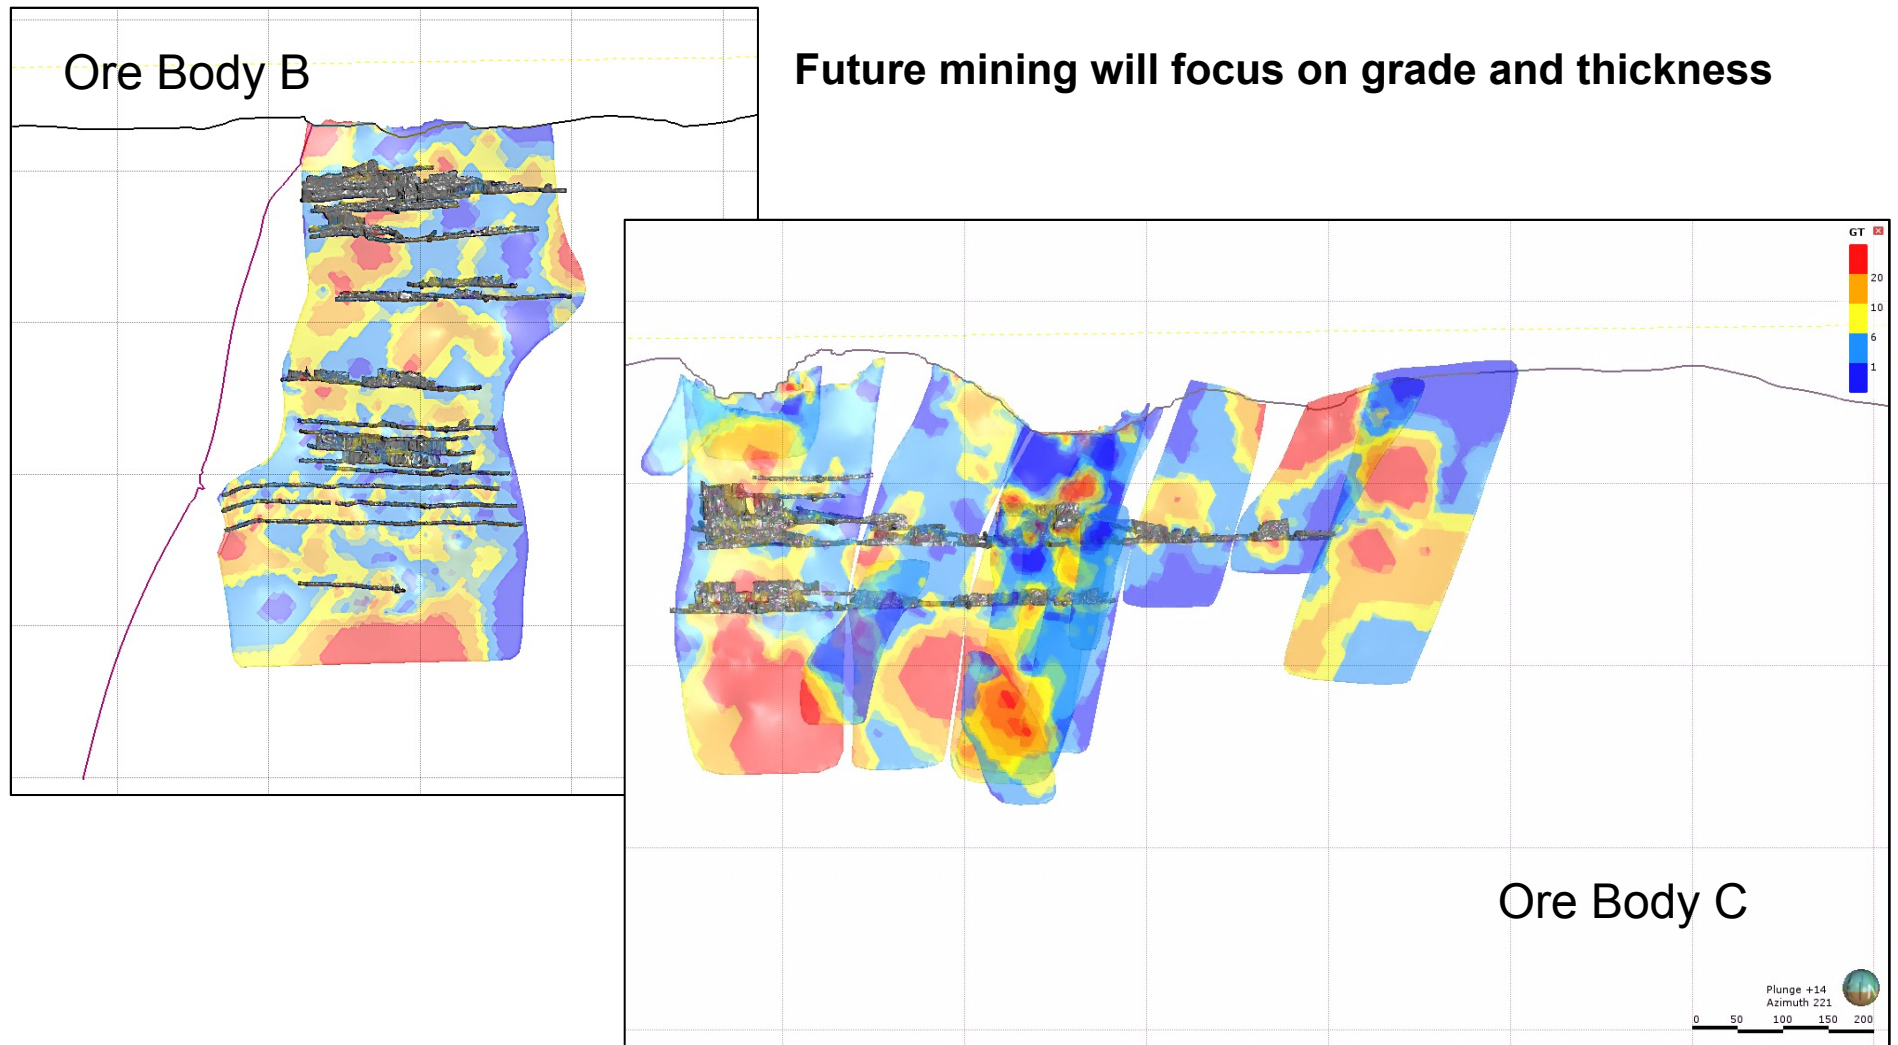 Ore Body B
Future mining will focus on grade and thickness
GT
20
10
6
1
Ore Body C
Plunge +14
Azimuth 221
0 50 100 150 200